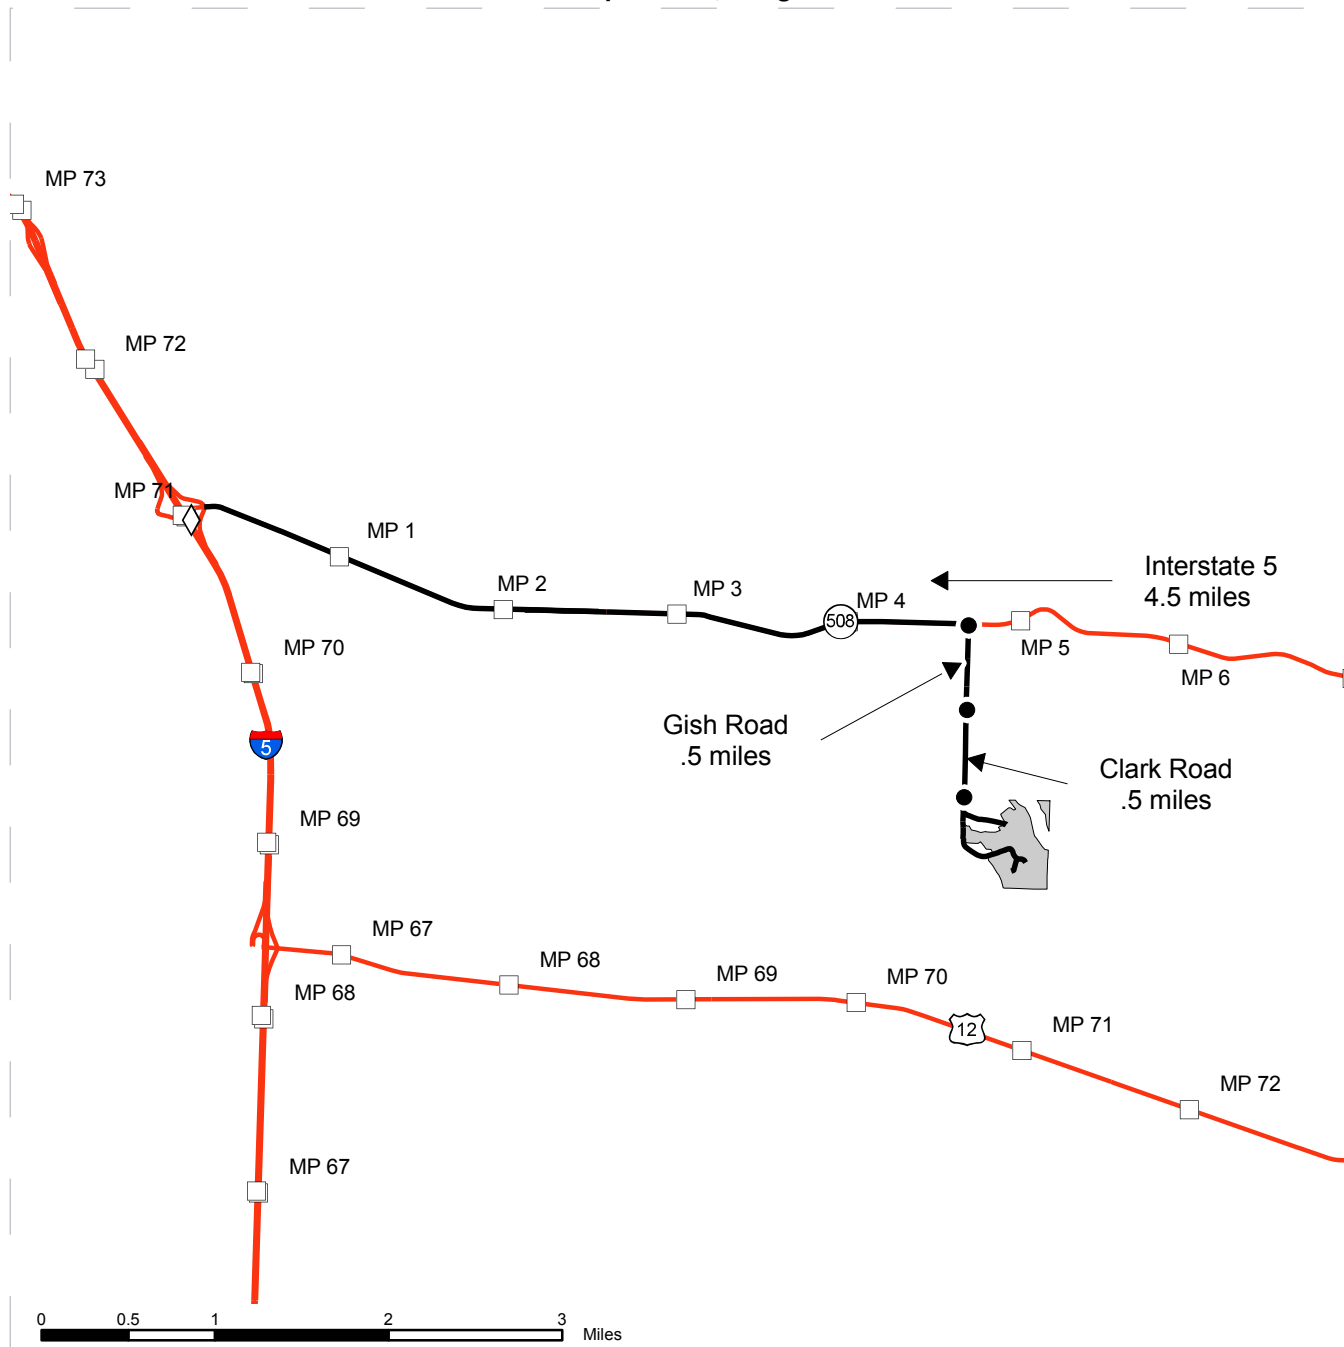 MP 73
MP 72
MP 71
MP 1
MP 2
MP 3
MP 4
508
Interstate 5
4.5 miles
MP 5
MP 6
MP 70
Gish Road
.5 miles
5
Clark Road
.5 miles
MP 69
MP 67
MP 68
MP 69
MP 70
MP 68
12
MP 71
MP 72
MP 67
0 0.5 1 2 3
Miles